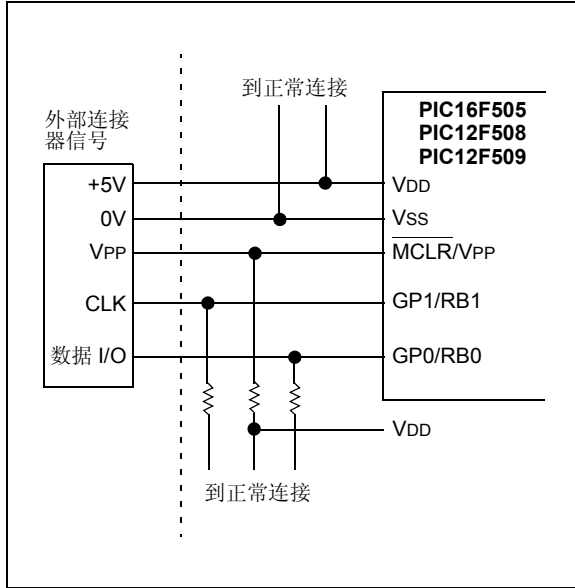 到正常连接
外部连接
器信号
PIC16F505
PIC12F508
PIC12F509
+5V
VDD
0V
VSS
VPP
MCLR/VPP
CLK
GP1/RB1
数据 I/O
GP0/RB0
VDD
到正常连接